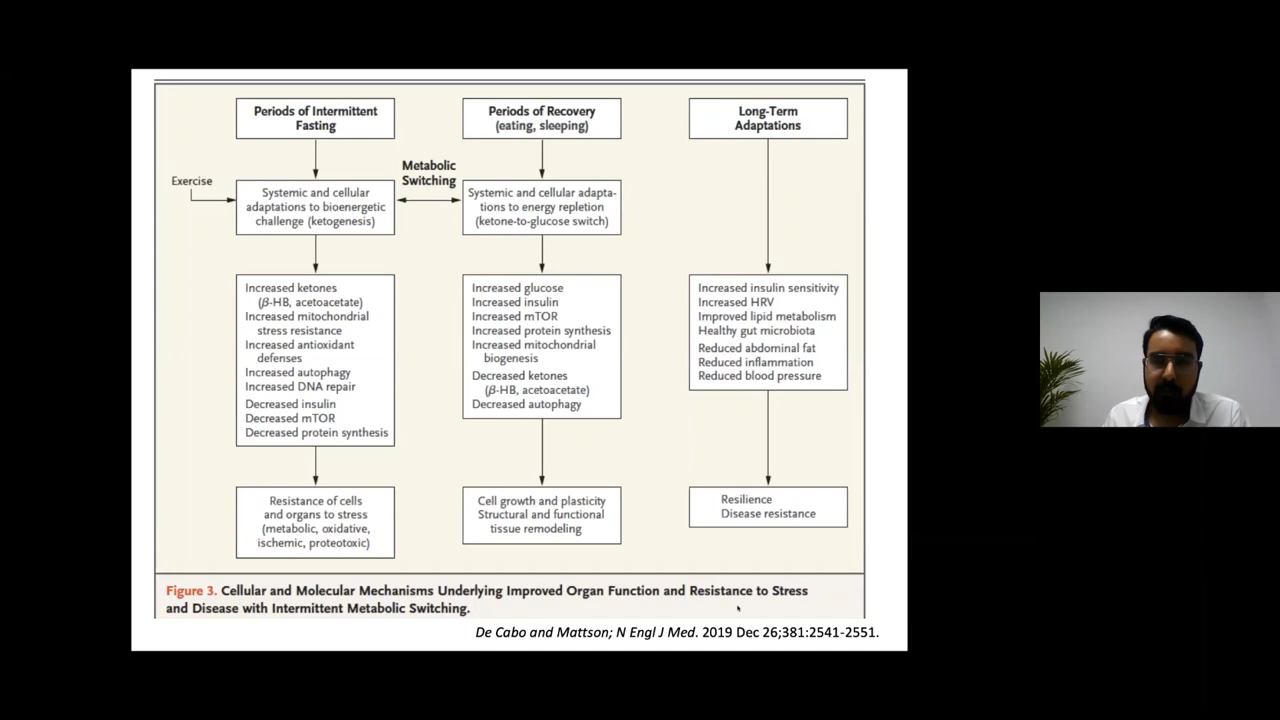 Periods of Intermittent
Fasting
Periods of Recovery
(eating, sleeping)
Long-Term
Adaptations
Exercise
Metabolic
Switching
Systemic and cellular
adaptations to bioenergetic
challenge (ketogenesis)
Systemic and cellular adapta-
tions to energy repletion
(ketone-to-glucose switch)
Increased ketones
(β-HB, acetoacetate)
Increased mitochondrial
stress resistance
Increased antioxidant
defenses
Increased autophagy
Increased DNA repair
Decreased insulin
Decreased mTOR
Decreased protein synthesis
Increased glucose
Increased insulin
Increased mTOR
Increased protein synthesis
Increased mitochondrial
biogenesis
Decreased ketones
(β-HB, acetoacetate)
Decreased autophagy
Increased insulin sensitivity
Increased HRV
Improved lipid metabolism
Healthy gut microbiota
Reduced abdominal fat
Reduced inflammation
Reduced blood pressure
Resistance of cells
and organs to stress
(metabolic, oxidative,
ischemic, proteotoxic)
Cell growth and plasticity
Structural and functional
tissue remodeling
Resilience
Disease resistance
Figure 3. Cellular and Molecular Mechanisms Underlying Improved Organ Function and Resistance to Stress
and Disease with Intermittent Metabolic Switching.
De Cabo and Mattson; N Engl J Med. 2019 Dec 26;381:2541-2551.